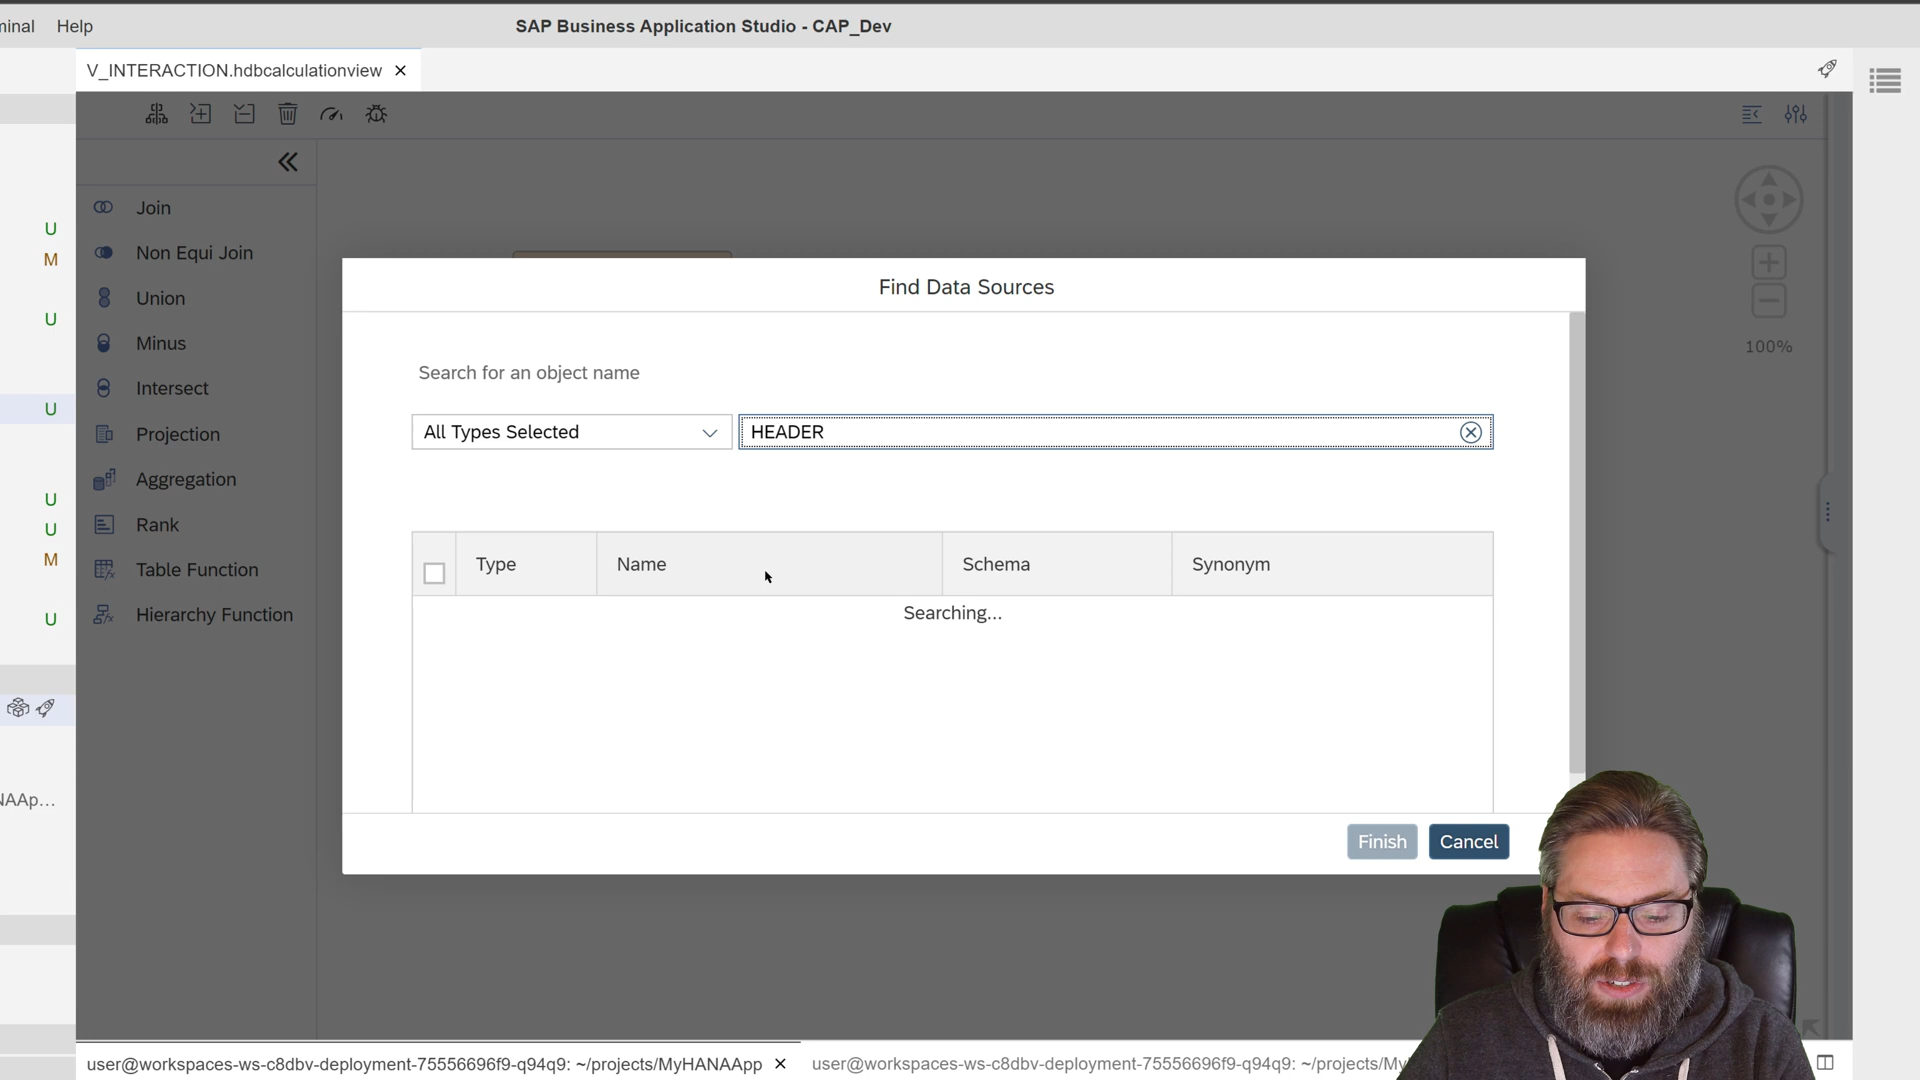 minal Help
SAP Business Application Studio - CAP_Dev
V_INTERACTION.hdbcalculationview
Join
Non Equi Join
Union
Minus
Intersect
Projection
Aggregation
Rank
Table Function
Hierarchy Function
U
M
U
U
U
U
M
U
NAAp...
100%
Find Data Sources
Search for an object name
All Types Selected
HEADER
Type Name Schema Synonym
Searching...
Finish Cancel
user@workspaces-ws-c8dbv-deployment-75556696f9-q94q9: ~/projects/MyHANAApp
user@workspaces-ws-c8dbv-deployment-75556696f9-q94q9: ~/projects/My